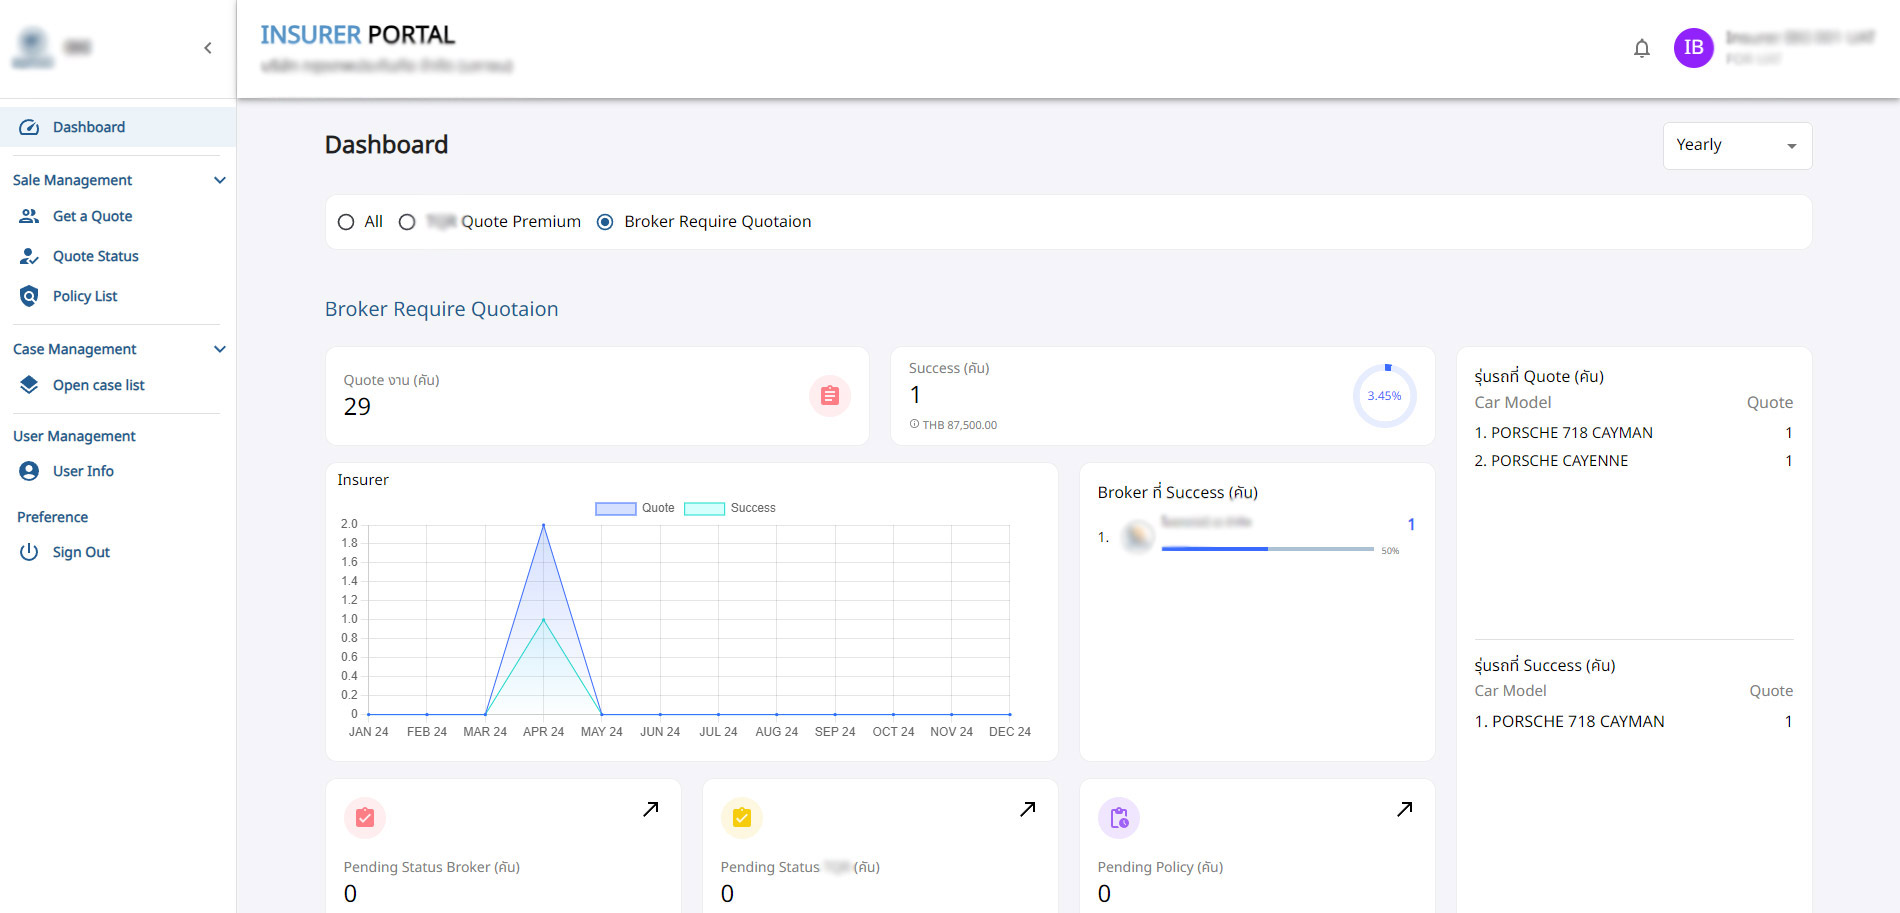 INSURER PORTAL
IB
Dashboard
Sale Management
Get a Quote
Quote Status
Policy List
Case Management
Open case list
User Management
User Info
Preference
Sign Out
Dashboard
Yearly
All
Quote Premium
Broker Require Quotaion
Broker Require Quotaion
Quote งาน (คัน)
29
Success (คัน)
1
THB 87,500.00
3.45%
รุ่นรถที่ Quote (คัน)
Car Model Quote
1. PORSCHE 718 CAYMAN 1
2. PORSCHE CAYENNE 1
รุ่นรถที่ Success (คัน)
Car Model Quote
1. PORSCHE 718 CAYMAN 1
Insurer
Quote Success
2.0
1.8
1.6
1.4
1.2
1.0
0.8
0.6
0.4
0.2
0
JAN 24 FEB 24 MAR 24 APR 24 MAY 24 JUN 24 JUL 24 AUG 24 SEP 24 OCT 24 NOV 24 DEC 24
Broker ที่ Success (คัน)
1. 1
50%
Pending Status Broker (คัน)
0
Pending Status (คัน)
0
Pending Policy (คัน)
0